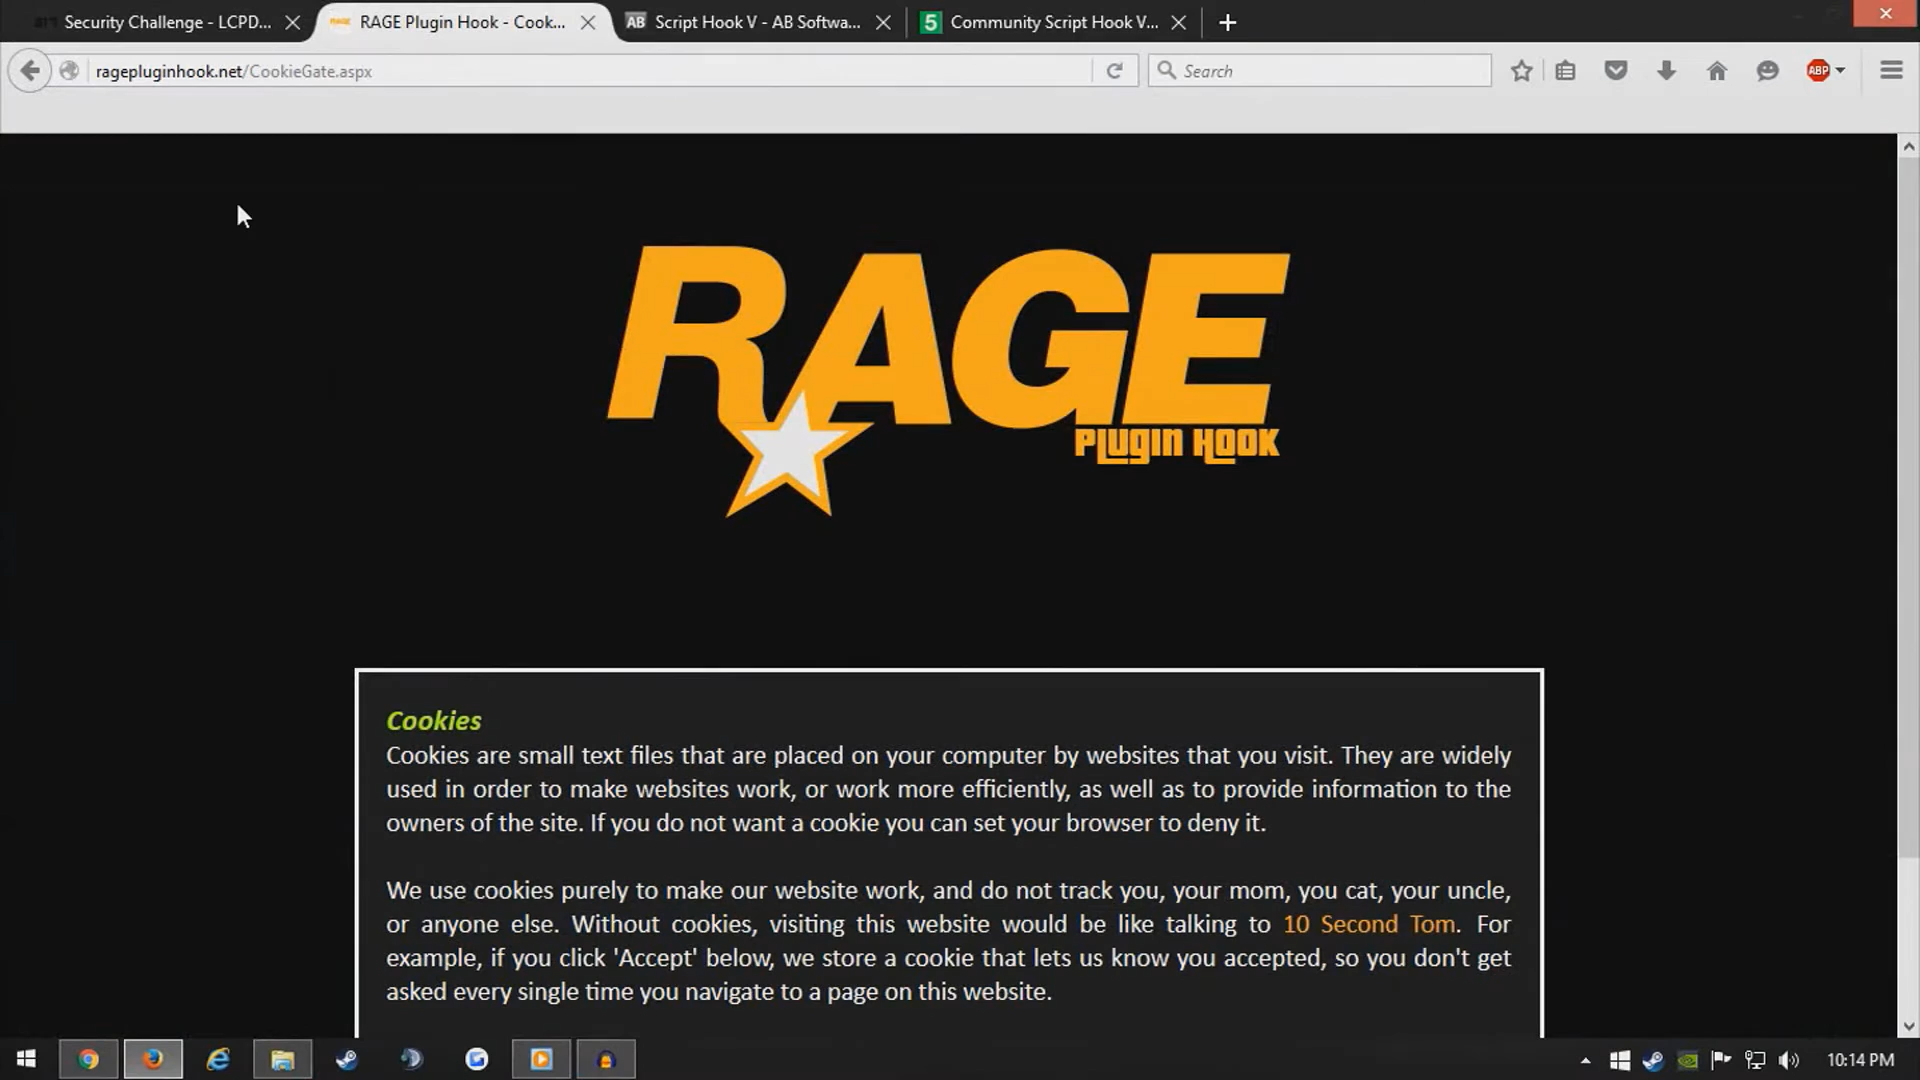 Security Challenge - LCPD...
RAGE Plugin Hook - Cook...
AB Script Hook V - AB Softwa...
5 Community Script Hook V...
ragepluginhook.net/CookieGate.aspx
Search
ABP
RAGE
PLUGIN HOOK
Cookies
Cookies are small text files that are placed on your computer by websites that you visit. They are widely
used in order to make websites work, or work more efficiently, as well as to provide information to the
owners of the site. If you do not want a cookie you can set your browser to deny it.
We use cookies purely to make our website work, and do not track you, your mom, you cat, your uncle,
or anyone else. Without cookies, visiting this website would be like talking to 10 Second Tom. For
example, if you click 'Accept' below, we store a cookie that lets us know you accepted, so you don't get
asked every single time you navigate to a page on this website.
10:14 PM